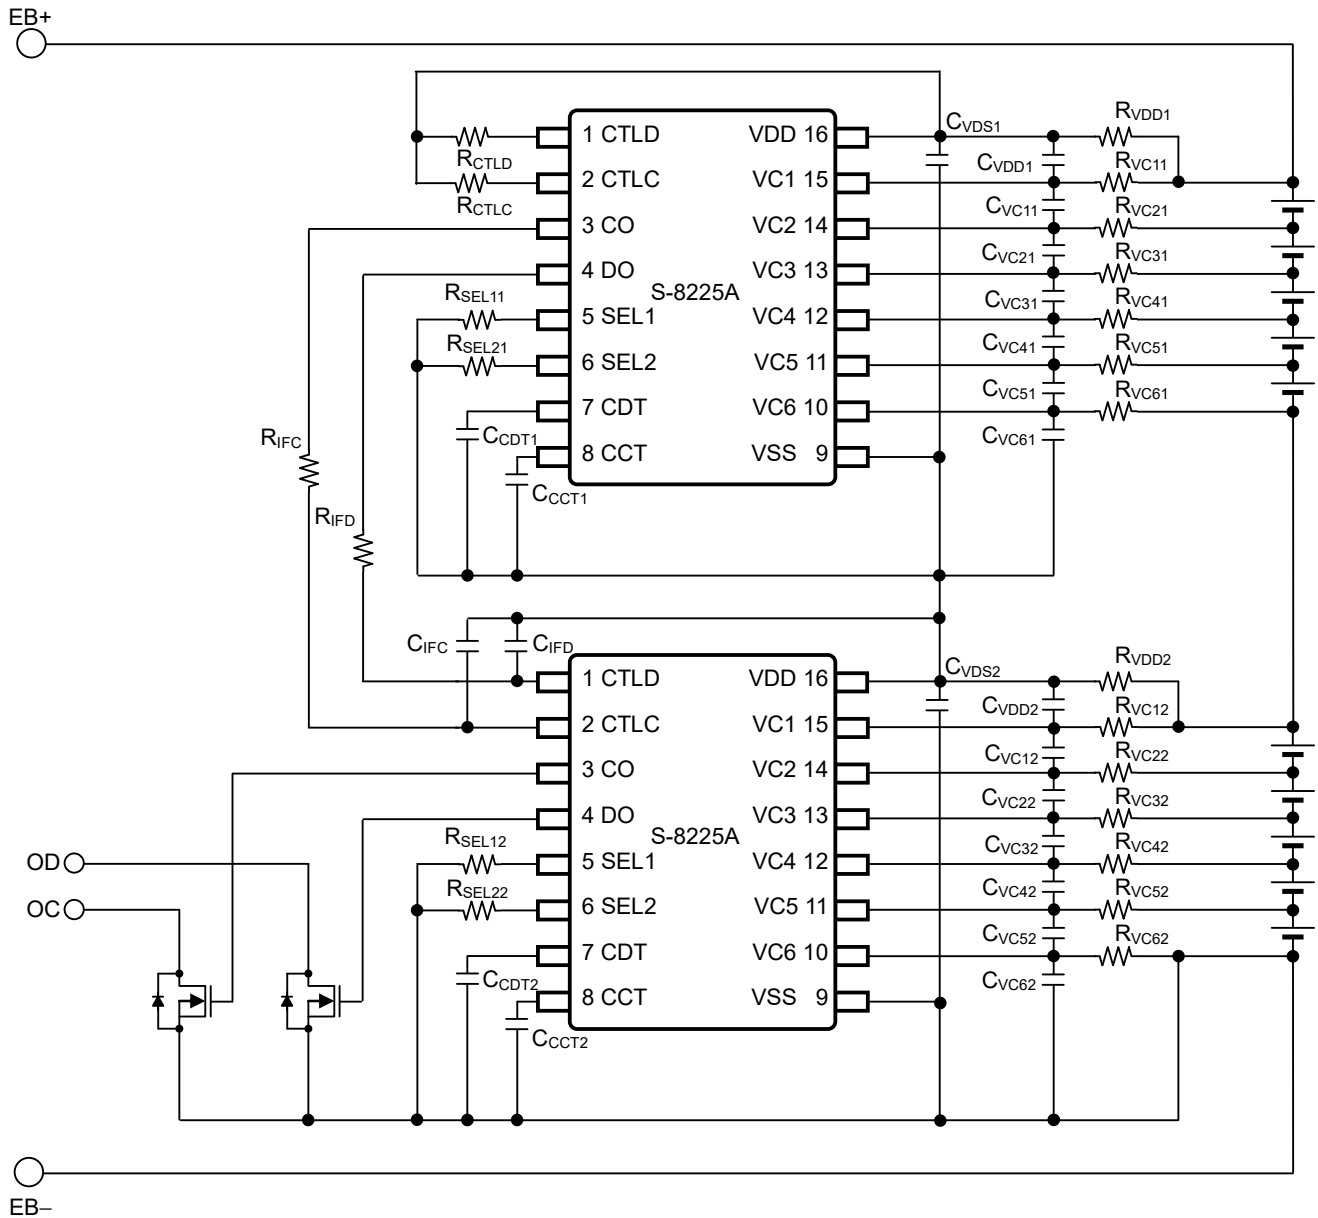 EB+
1 CTLD
VDD 16
CVDS1
RVDD1
RCTLD
CVDD1
2 CTLC
VC1 15
RVC11
RCTLC
CVC11
3 CO
VC2 14
RVC21
CVC21
4 DO
VC3 13
RVC31
S-8225A
RSEL11
CVC31
5 SEL1
VC4 12
RVC41
RSEL21
CVC41
6 SEL2
VC5 11
RVC51
CVC51
7 CDT
VC6 10
RVC61
RIFC
CCDT1
CVC61
8 CCT
VSS 9
CCCT1
RIFD
CIFC
CIFD
1 CTLD
VDD 16
CVDS2
RVDD2
CVDD2
2 CTLC
VC1 15
RVC12
CVC12
3 CO
VC2 14
RVC22
CVC22
4 DO
VC3 13
RVC32
S-8225A
RSEL12
CVC32
OD
5 SEL1
VC4 12
RVC42
RSEL22
CVC42
OC
6 SEL2
VC5 11
RVC52
CVC52
7 CDT
VC6 10
RVC62
CCDT2
CVC62
8 CCT
VSS 9
CCCT2
EB–